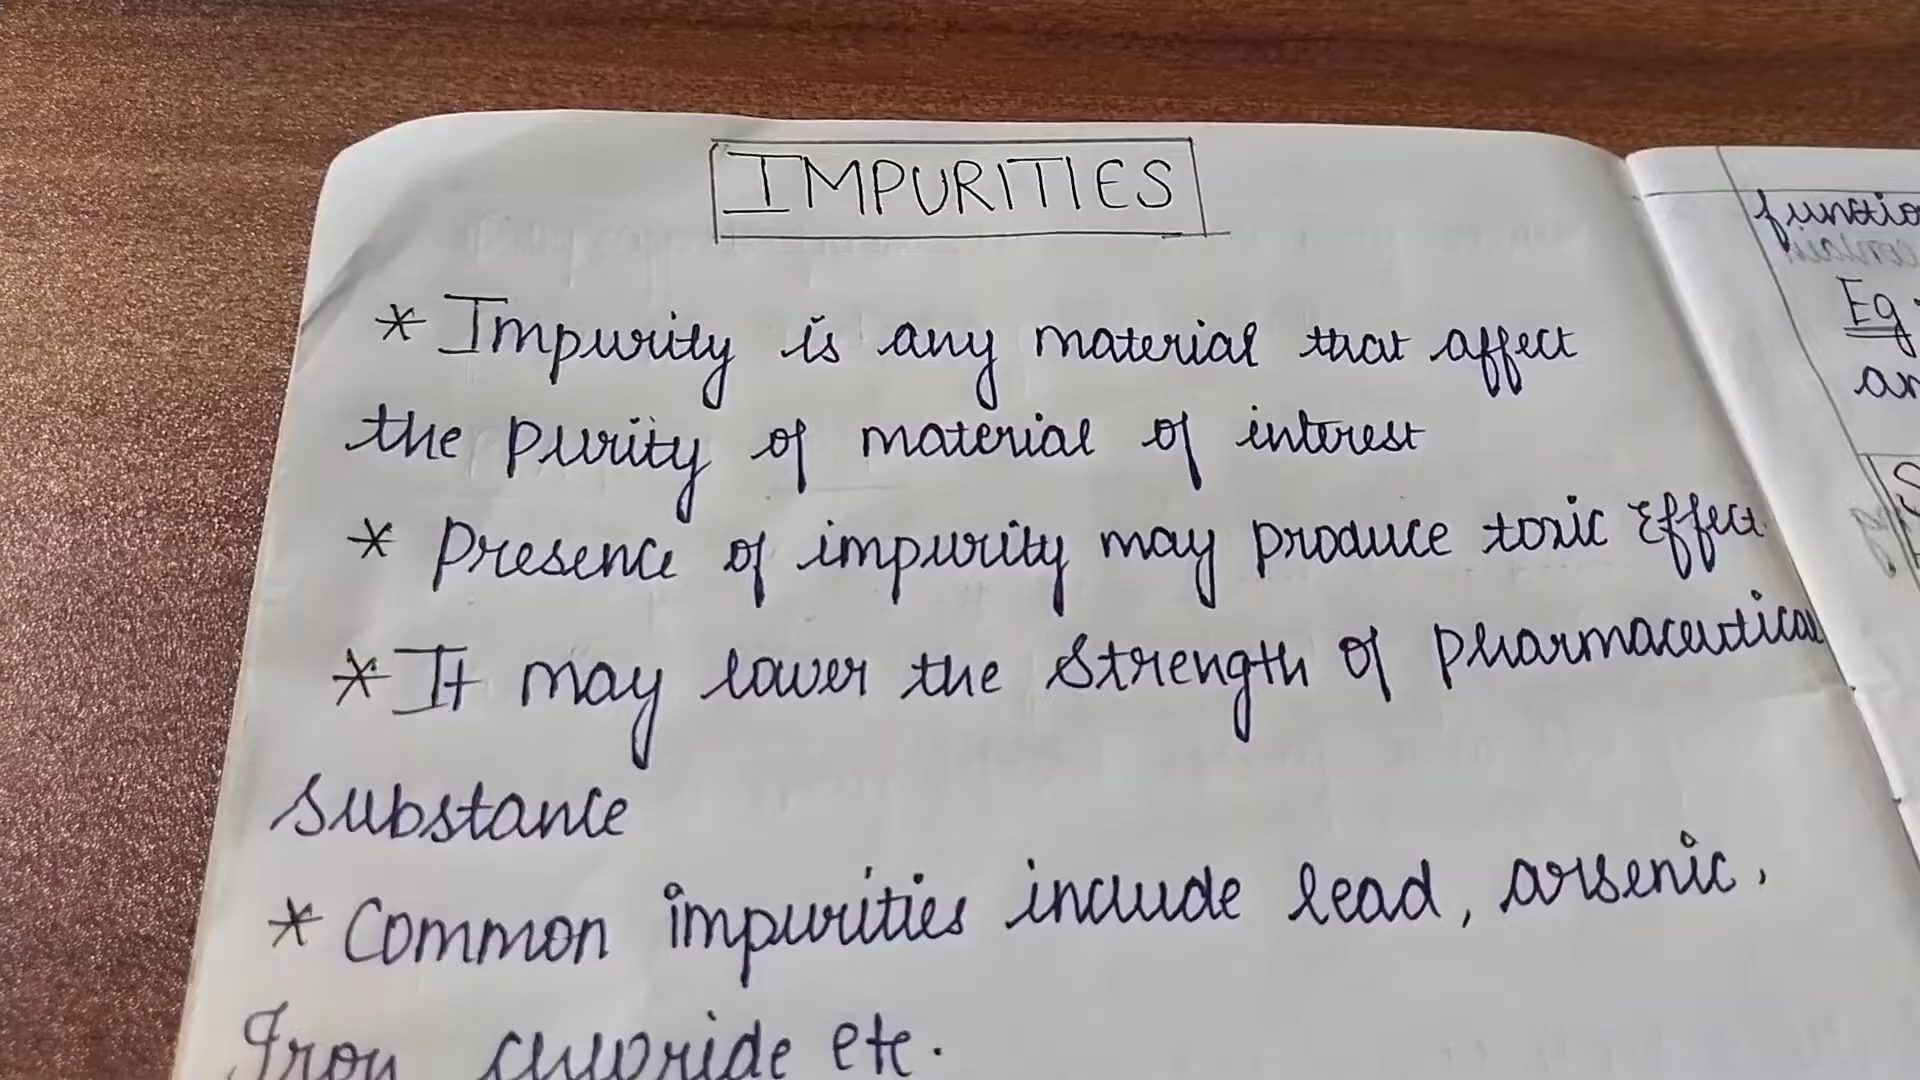 IMPURITIES
* Impurity is any material that affect
the purity of material of interest
* Presence of impurity may produce toxic Effect
* It may lower the strength of pharmaceutical
substance
* Common impurities include lead, arsenic,
Iron chloride etc.
Eg